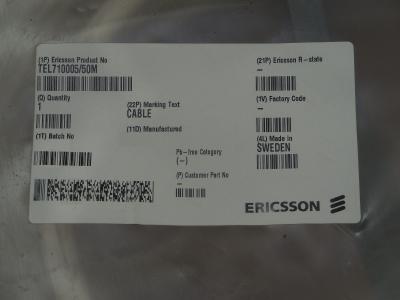 (1P) Ericsson Product No
TEL710005/50M
(21P) Ericsson R-state
–
(Q) Quantity
1
(22P) Marking Text
CABLE
(1V) Factory Code
–
(1T) Batch No
(11D) Manufactured
(4L) Made in
SWEDEN
Pb-free Category
(–)
(P) Customer Part No
–
ERICSSON